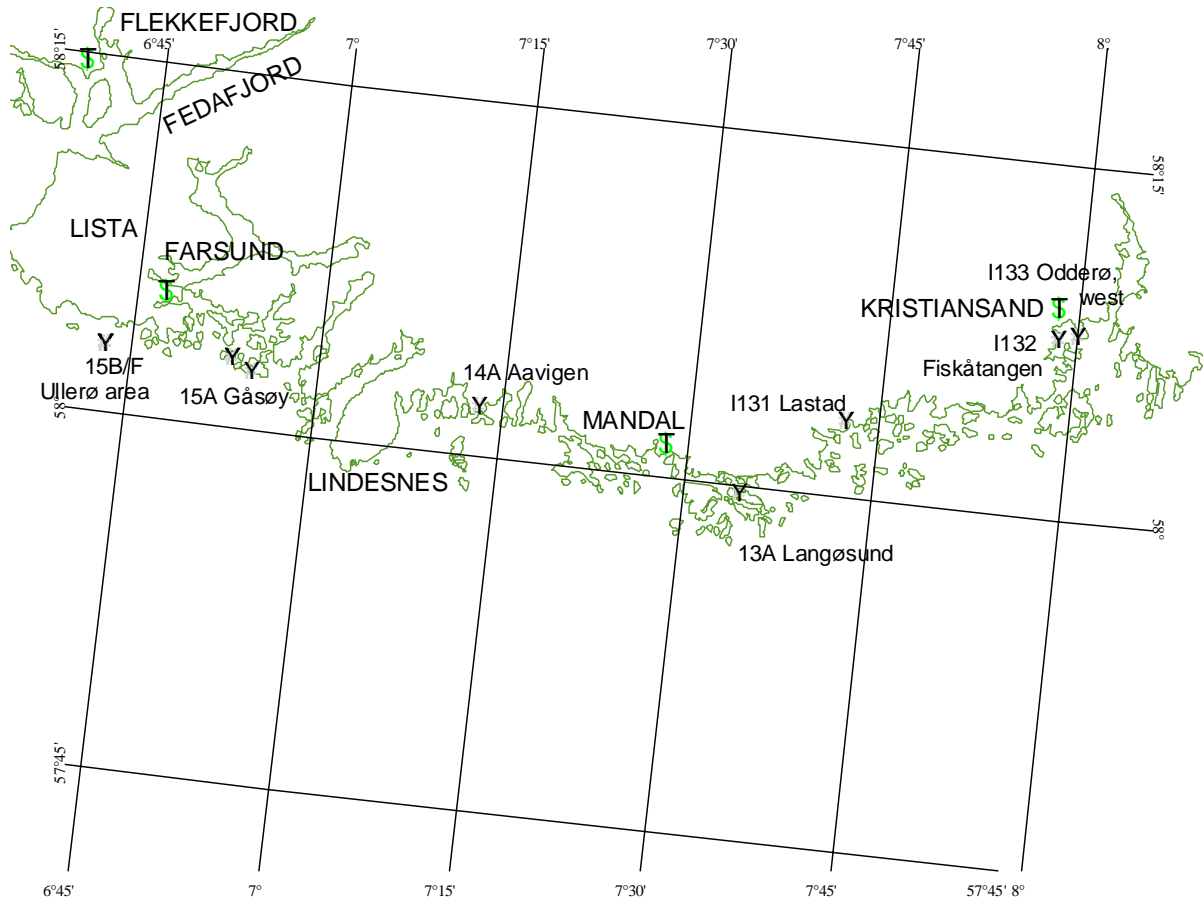 FLEKKEFJORD
58°15'
6°45'
7°
7°15'
7°30'
7°45'
8°
T
$
FEDAFJORD
58°15'
LISTA
FARSUND
T
$
I133 Odderø,
west
KRISTIANSAND
T
$
Y
15B/F
Ullerø area
Y
Y
15A Gåsøy
I132
Fiskåtangen
Y
Y
14A Aavigen
Y
I131 Lastad
Y
58°
MANDAL
T
$
LINDESNES
Y
13A Langøsund
58°
57°45'
6°45'
7°
7°15'
7°30'
7°45'
57°45'
8°